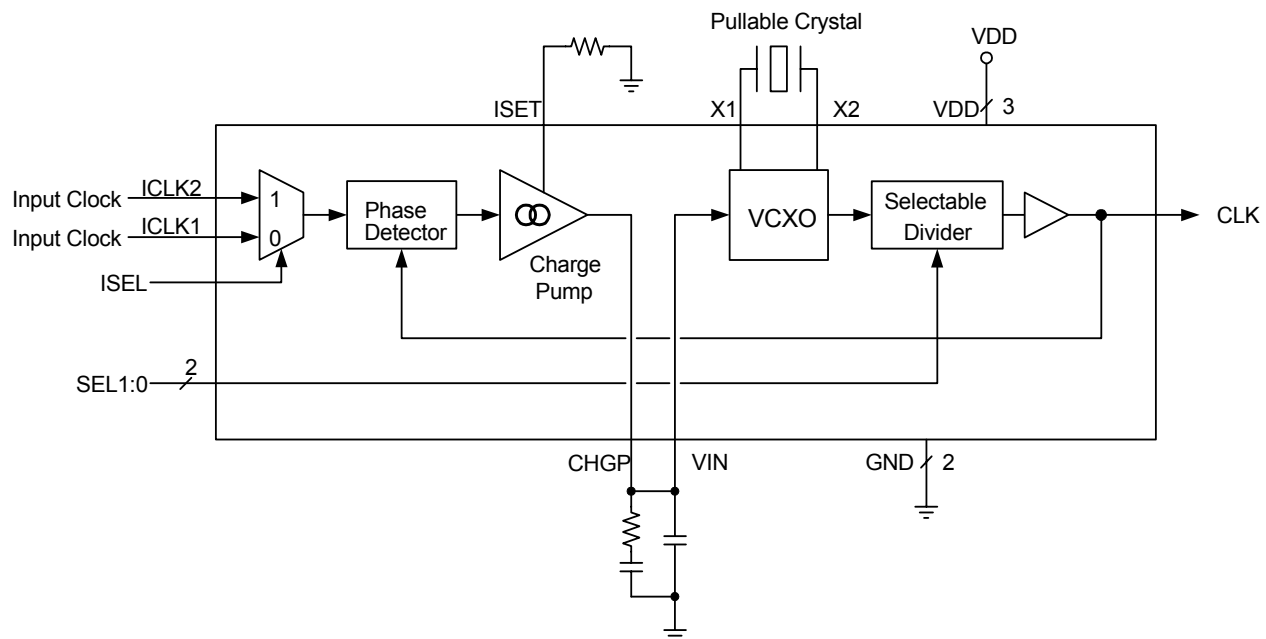 Pullable Crystal
VDD
ISET
X1
X2
VDD
3
Input Clock
ICLK2
1
Input Clock
ICLK1
0
ISEL
Phase
Detector
Charge
Pump
VCXO
Selectable
Divider
CLK
SEL1:0
2
CHGP
VIN
GND
2